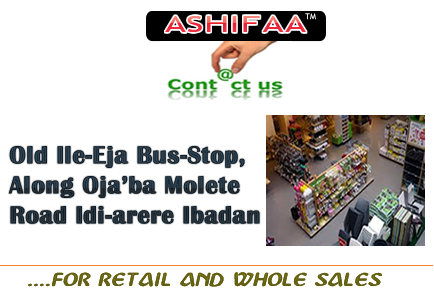 ASHIFAA™
Cont@ct us
Old Ile-Eja Bus-Stop,
Along Oja'ba Molete
Road Idi-arere Ibadan
....FOR RETAIL AND WHOLE SALES